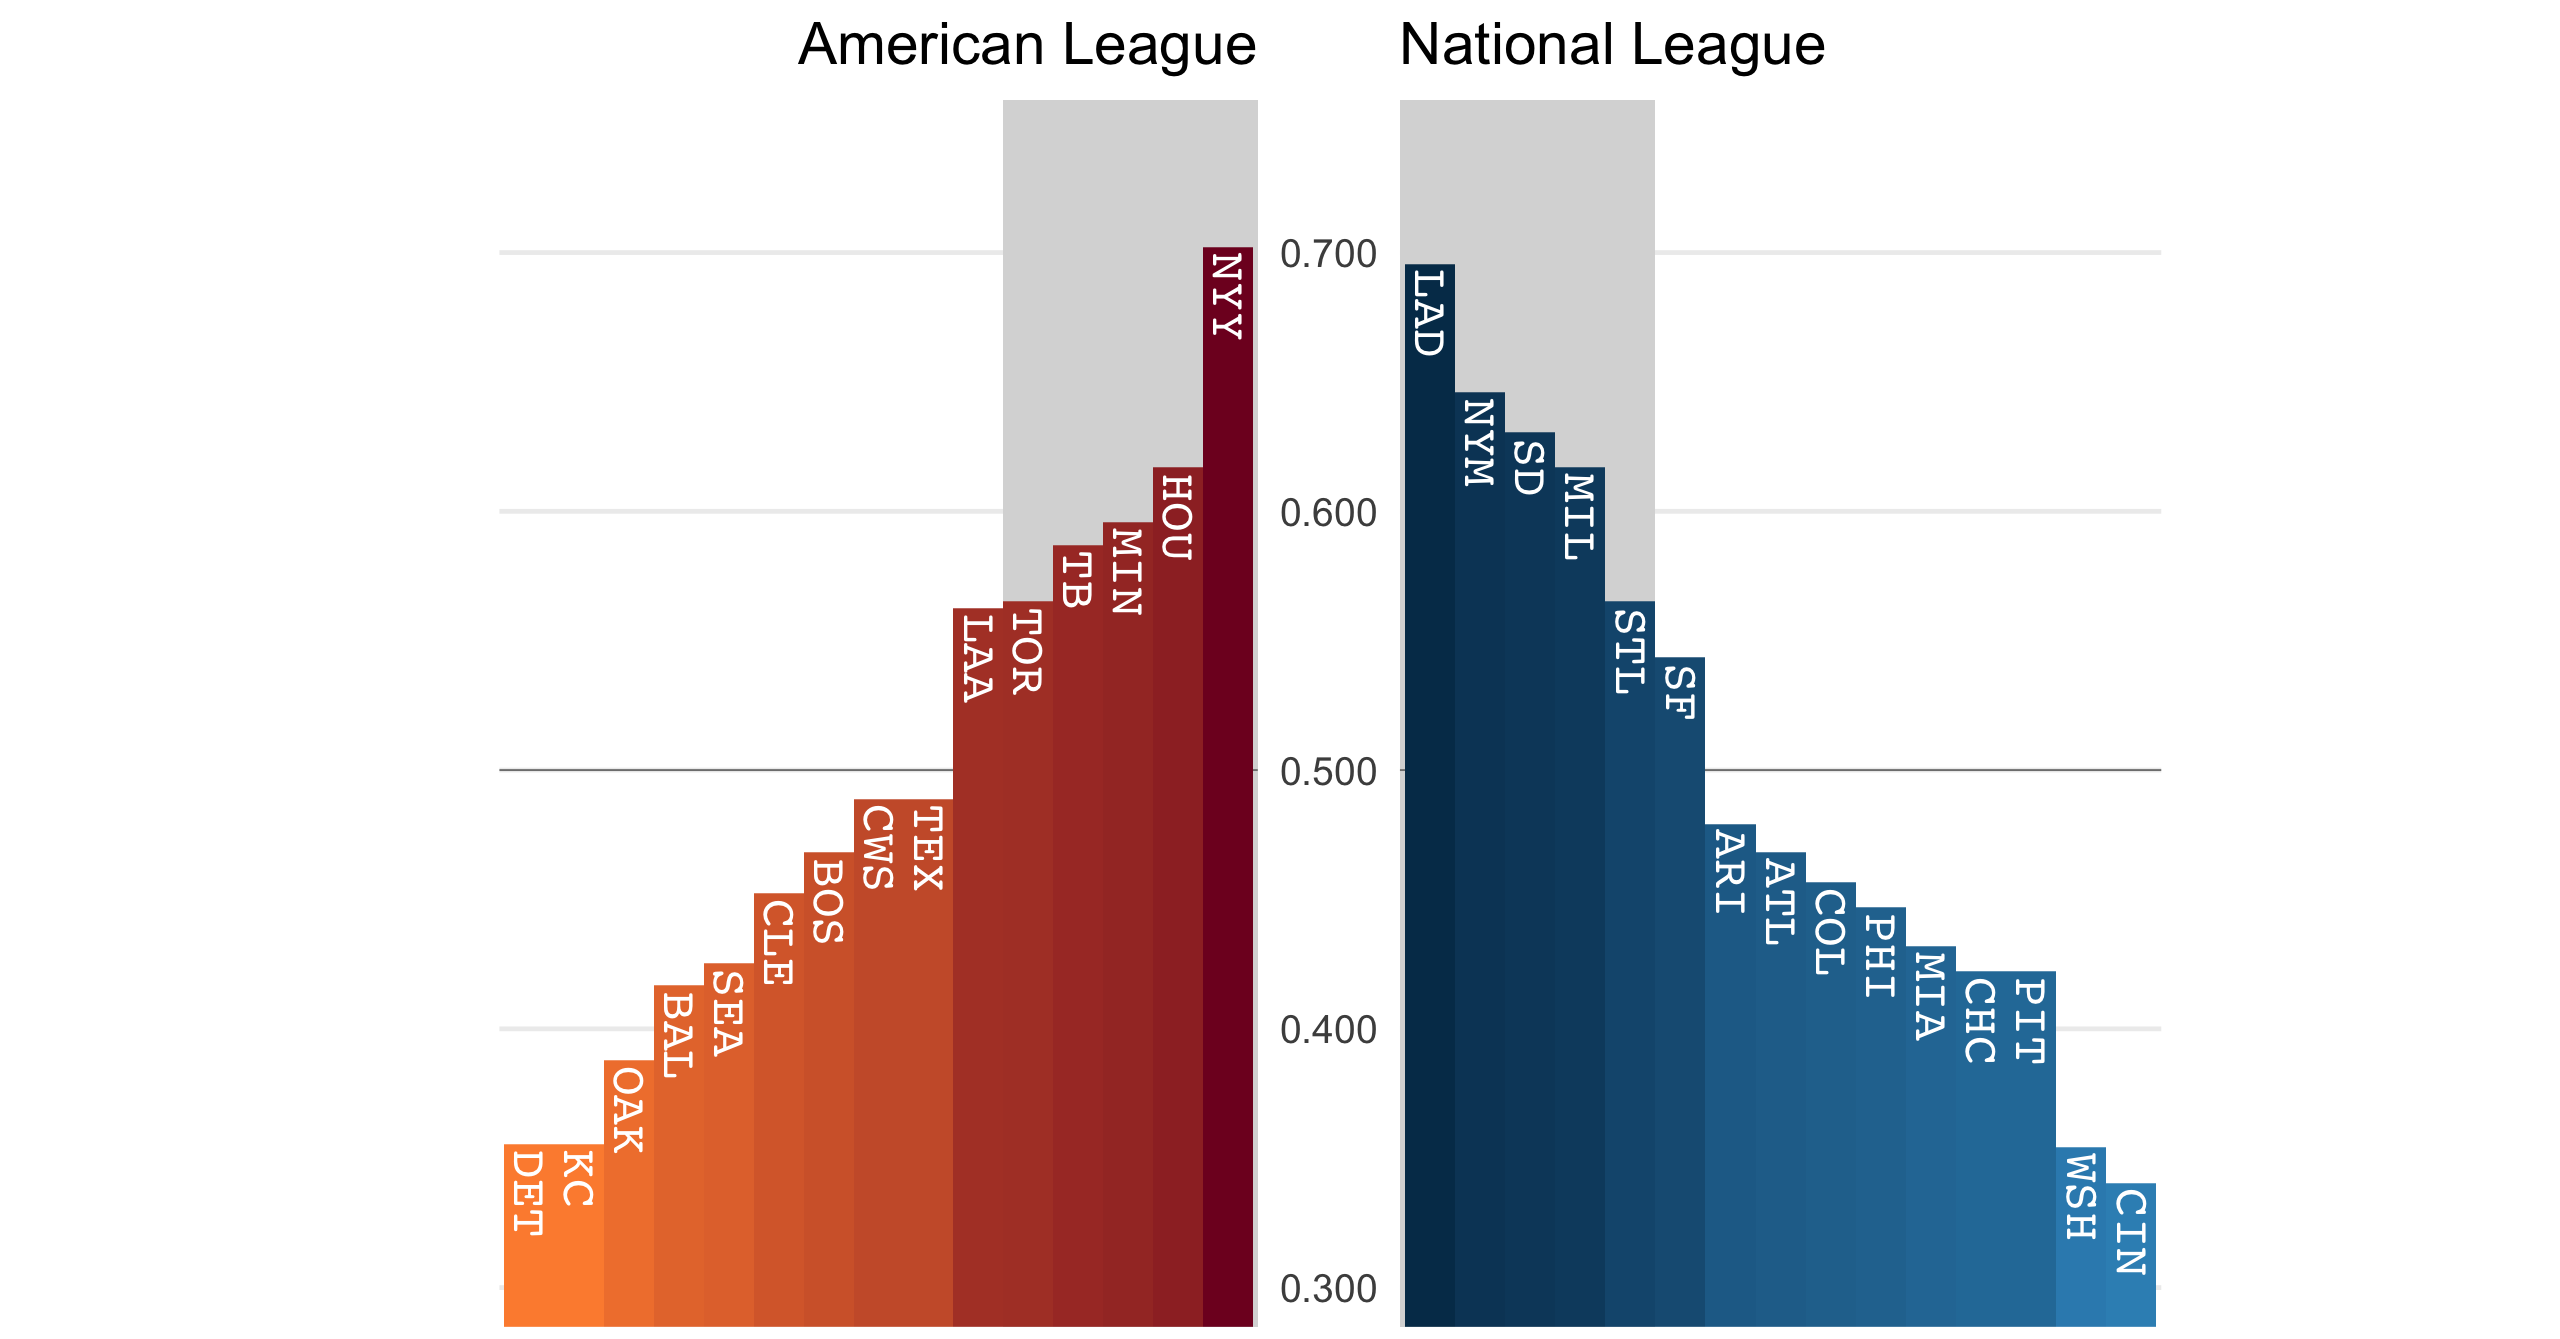 American League
National League
0.700
0.600
0.500
0.400
0.300
DET
KC
OAK
BAL
SEA
CLE
BOS
CWS
TEX
LAA
TOR
TB
MIN
HOU
NYY
LAD
NYM
SD
MIL
STL
SF
ARI
ATL
COL
PHI
MIA
CHC
PIT
WSH
CIN